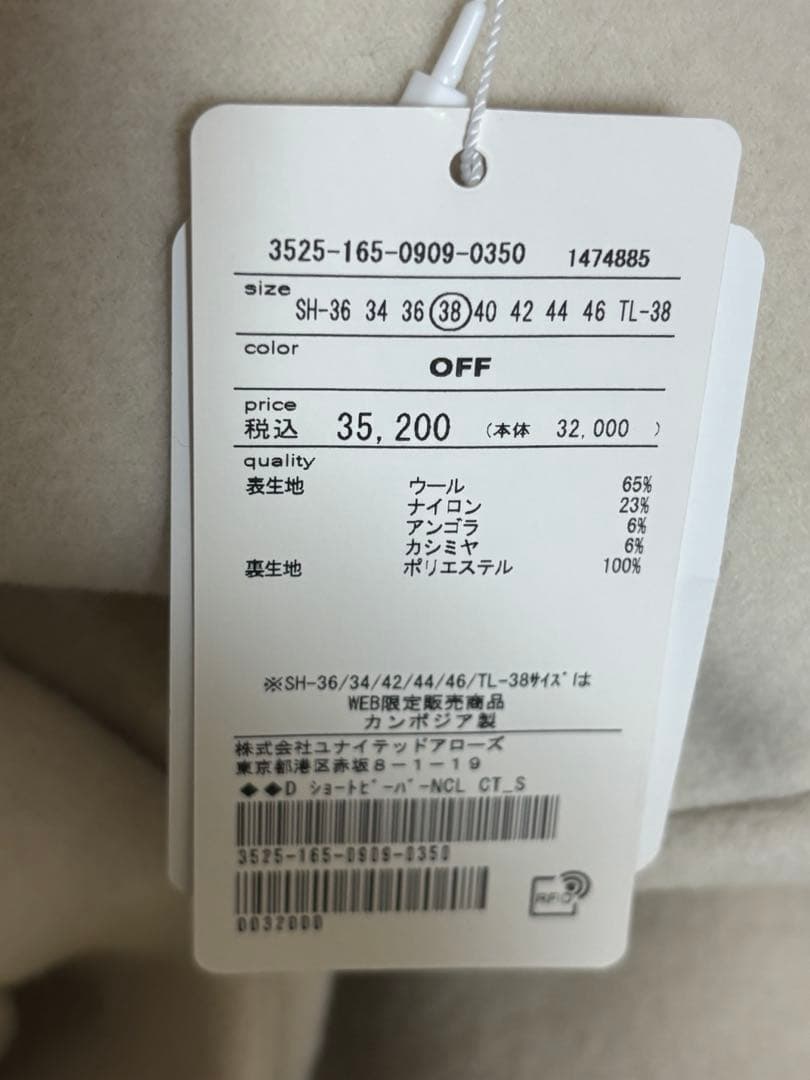 3525-165-0909-0350 1474885
size
SH-36 34 36 38 40 42 44 46 TL-38
color
OFF
price
税込 35,200 (本体 32,000 )
quality
表生地 ウール 65%
ナイロン 23%
アンゴラ 6%
カシミヤ 6%
裏生地 ポリエステル 100%
※SH-36/34/42/44/46/TL-38ｻｲｽﾞは
WEB限定販売商品
カンボジア製
株式会社ユナイテッドアローズ
東京都港区赤坂８－１－１９
◆◆D ｼｮｰﾄﾋﾞｰﾊﾞｰNCL CT_S
3525-165-0909-0350
0032000
RFID